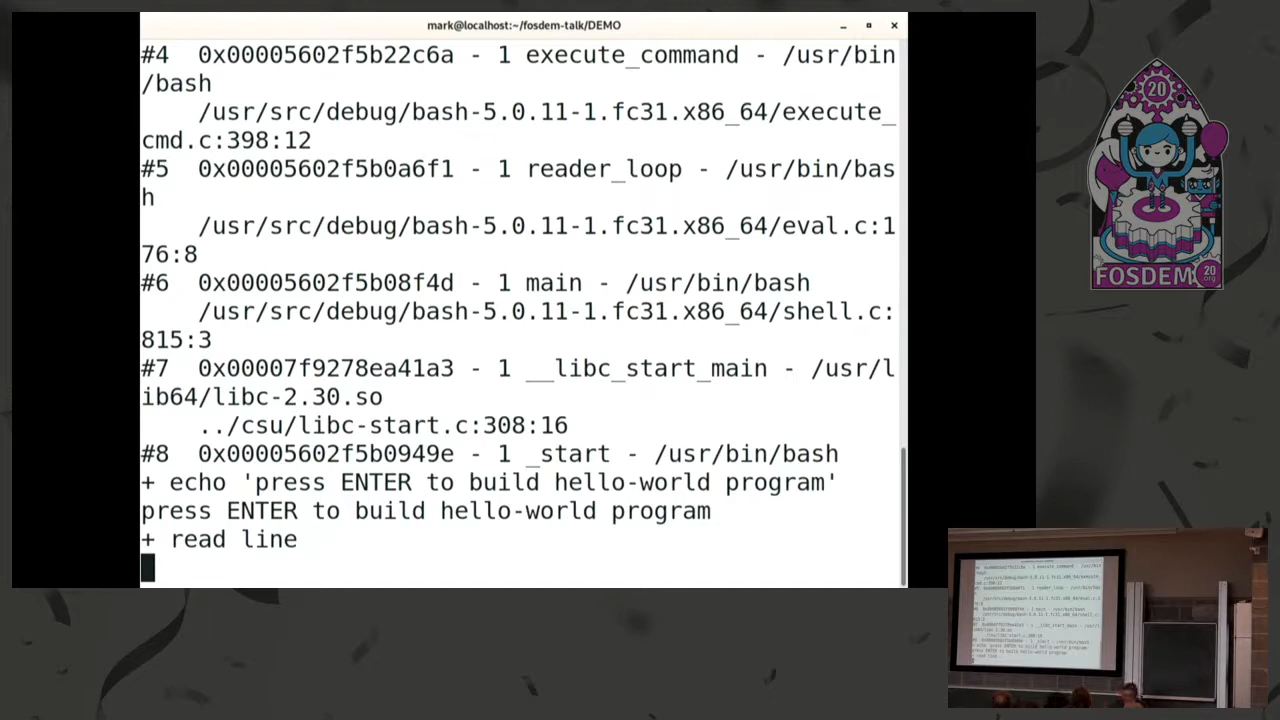 mark@localhost:~/fosdem-talk/DEMO
#4  0x00005602f5b22c6a - 1 execute_command - /usr/bin
/bash
    /usr/src/debug/bash-5.0.11-1.fc31.x86_64/execute_
cmd.c:398:12
#5  0x00005602f5b0a6f1 - 1 reader_loop - /usr/bin/bas
h
    /usr/src/debug/bash-5.0.11-1.fc31.x86_64/eval.c:1
76:8
#6  0x00005602f5b08f4d - 1 main - /usr/bin/bash
    /usr/src/debug/bash-5.0.11-1.fc31.x86_64/shell.c:
815:3
#7  0x00007f9278ea41a3 - 1 __libc_start_main - /usr/l
ib64/libc-2.30.so
    ../csu/libc-start.c:308:16
#8  0x00005602f5b0949e - 1 _start - /usr/bin/bash
+ echo 'press ENTER to build hello-world program'
press ENTER to build hello-world program
+ read line
20
FOSDEM 20
.org